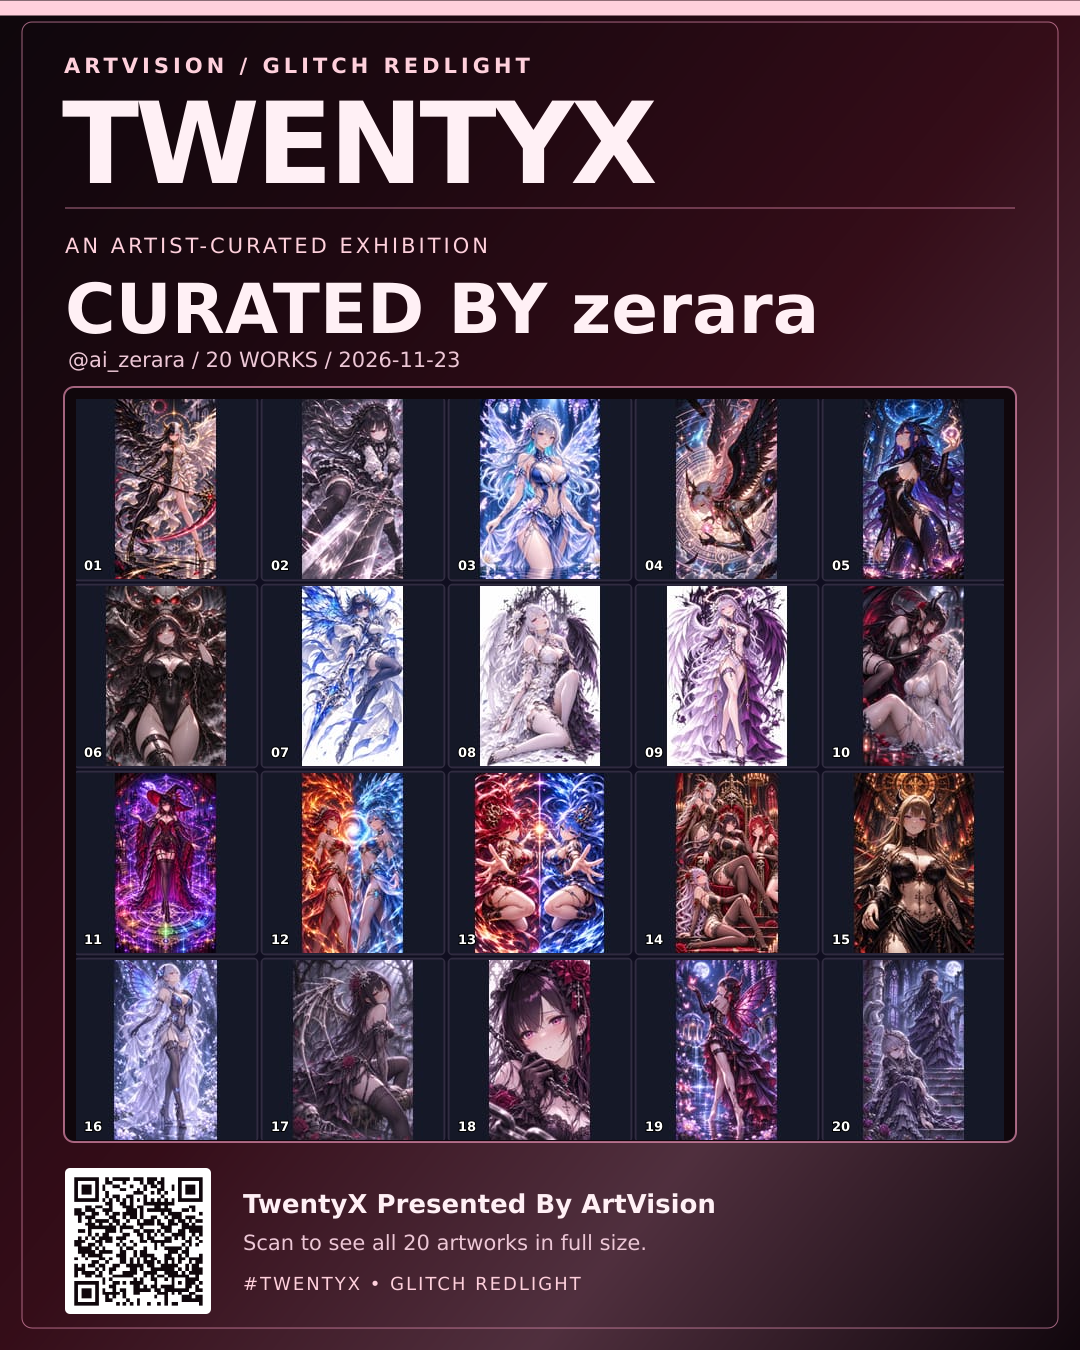 ARTVISION / GLITCH REDLIGHT
TWENTYX
AN ARTIST-CURATED EXHIBITION
CURATED BY zerara
@ai_zerara / 20 WORKS / 2026-11-23
01 02 03 04 05
06 07 08 09 10
11 12 13 14 15
16 17 18 19 20
TwentyX Presented By ArtVision
Scan to see all 20 artworks in full size.
#TWENTYX • GLITCH REDLIGHT